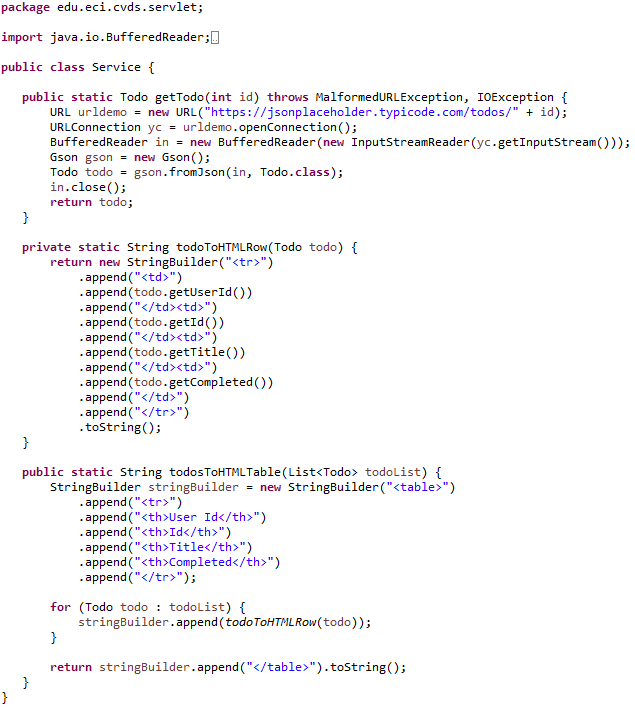 package edu.eci.cvds.servlet;
import java.io.BufferedReader;
public class Service {
public static Todo getTodo(int id) throws MalformedURLException, IOException {
URL urldemo = new URL("https://jsonplaceholder.typicode.com/todos/" + id);
URLConnection yc = urldemo.openConnection();
BufferedReader in = new BufferedReader(new InputStreamReader(yc.getInputStream()));
Gson gson = new Gson();
Todo todo = gson.fromJson(in, Todo.class);
in.close();
return todo;
}
private static String todoToHTMLRow(Todo todo) {
return new StringBuilder("<tr>")
.append("<td>")
.append(todo.getUserId())
.append("</td><td>")
.append(todo.getId())
.append("</td><td>")
.append(todo.getTitle())
.append("</td><td>")
.append(todo.getCompleted())
.append("</td>")
.append("</tr>")
.toString();
}
public static String todosToHTMLTable(List<Todo> todoList) {
StringBuilder stringBuilder = new StringBuilder("<table>")
.append("<tr>")
.append("<th>User Id</th>")
.append("<th>Id</th>")
.append("<th>Title</th>")
.append("<th>Completed</th>")
.append("</tr>");
for (Todo todo : todoList) {
stringBuilder.append(todoToHTMLRow(todo));
}
return stringBuilder.append("</table>").toString();
}
}